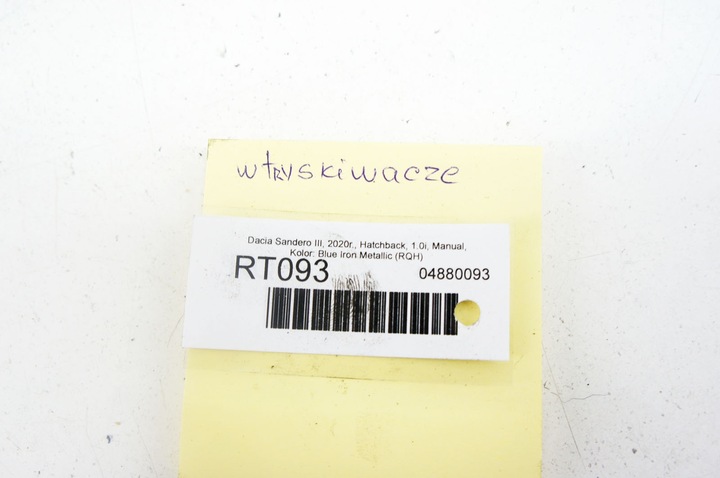 wtryskiwacze
Dacia Sandero III, 2020r., Hatchback, 1.0i, Manual,
Kolor: Blue Iron Metallic (RQH)
RT093 04880093